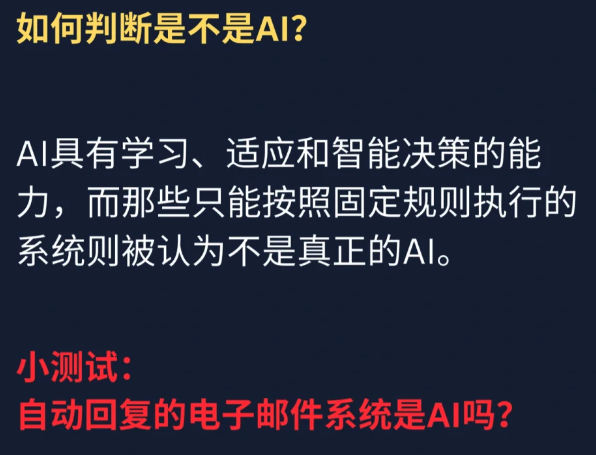 如何判断是不是AI？
AI具有学习、适应和智能决策的能
力，而那些只能按照固定规则执行的
系统则被认为不是真正的AI。
小测试：
自动回复的电子邮件系统是AI吗？